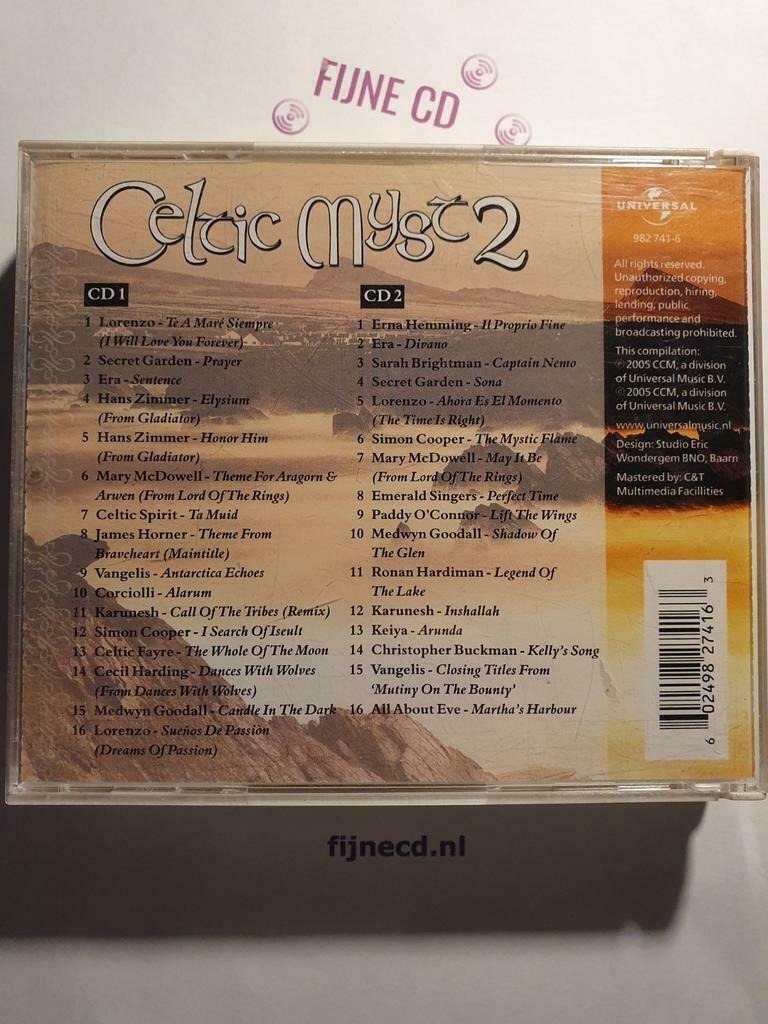 FIJNE CD
Celtic Myst 2
CD 1
1 Lorenzo - Te A Maré Siempre
(I Will Love You Forever)
2 Secret Garden - Prayer
3 Era - Sentence
4 Hans Zimmer - Elysium
(From Gladiator)
5 Hans Zimmer - Honor Him
(From Gladiator)
6 Mary McDowell - Theme For Aragorn &
Arwen (From Lord Of The Rings)
7 Celtic Spirit - Ta Muid
8 James Horner - Theme From
Braveheart (Maintitle)
9 Vangelis - Antarctica Echoes
10 Corciolli - Alarum
11 Karunesh - Call Of The Tribes (Remix)
12 Simon Cooper - I Search Of Iseult
13 Celtic Fayre - The Whole Of The Moon
14 Cecil Harding - Dances With Wolves
(From Dances With Wolves)
15 Medwyn Goodall - Candle In The Dark
16 Lorenzo - Sueños De Passiòn
(Dreams Of Passion)
CD 2
1 Erna Hemming - Il Proprio Fine
2 Era - Divano
3 Sarah Brightman - Captain Nemo
4 Secret Garden - Sona
5 Lorenzo - Ahora Es El Momento
(The Time Is Right)
6 Simon Cooper - The Mystic Flame
7 Mary McDowell - May It Be
(From Lord Of The Rings)
8 Emerald Singers - Perfect Time
9 Paddy O'Connor - Lift The Wings
10 Medwyn Goodall - Shadow Of
The Glen
11 Ronan Hardiman - Legend Of
The Lake
12 Karunesh - Inshallah
13 Keiya - Arunda
14 Christopher Buckman - Kelly's Song
15 Vangelis - Closing Titles From
'Mutiny On The Bounty'
16 All About Eve - Martha's Harbour
UNIVERSAL
982 741-6
All rights reserved.
Unauthorized copying,
reproduction, hiring,
lending, public
performance and
broadcasting prohibited.
This compilation:
℗ 2005 CCM, a division
of Universal Music B.V.
© 2005 CCM, a division
of Universal Music B.V.
www.universalmusic.nl
Design: Studio Eric
Wondergem BNO, Baarn
Mastered by: C&T
Multimedia Facillities
6 02498 27416 3
fijnecd.nl